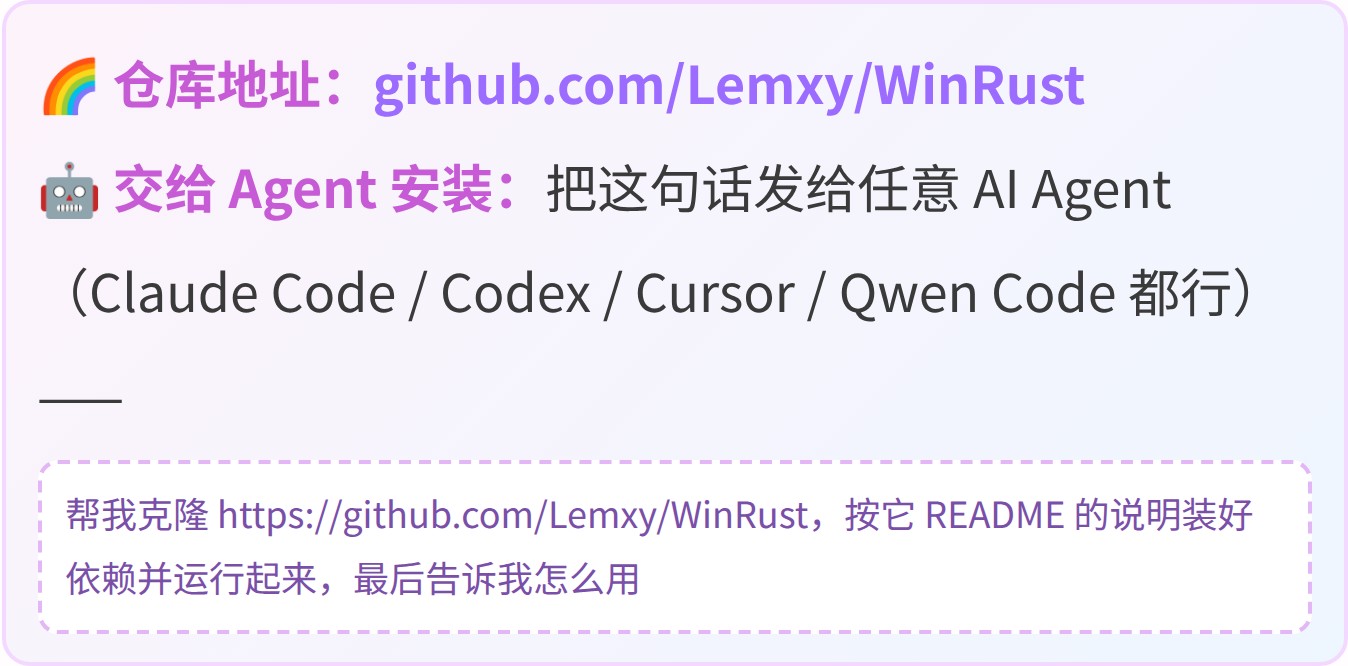 🌈 仓库地址：github.com/Lemxy/WinRust
🤖 交给 Agent 安装：把这句话发给任意 AI Agent
（Claude Code / Codex / Cursor / Qwen Code 都行）
——
帮我克隆 https://github.com/Lemxy/WinRust，按它 README 的说明装好
依赖并运行起来，最后告诉我怎么用